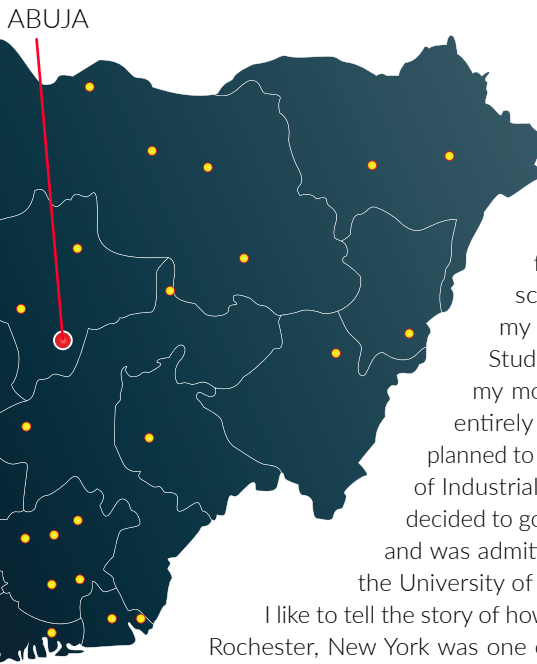 ABUJA
f
sc
my
Stud
my mo
entirely
planned to
of Industrial
decided to go
and was admit
the University of
I like to tell the story of how
Rochester, New York was one